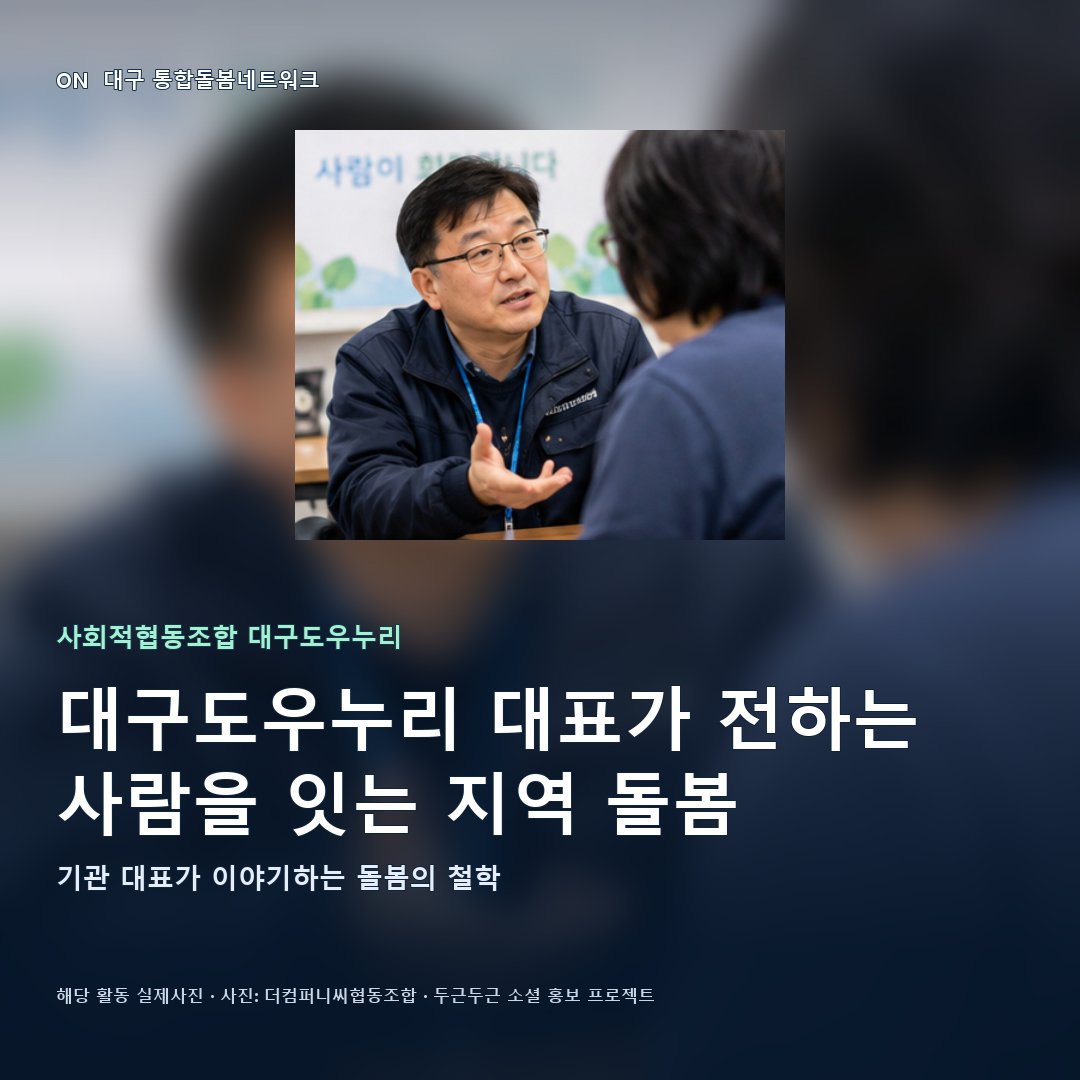 ON 대구 통합돌봄네트워크
사람이
사회적협동조합 대구도우누리
대구도우누리 대표가 전하는
사람을 잇는 지역 돌봄
기관 대표가 이야기하는 돌봄의 철학
해당 활동 실제사진 · 사진: 더컴퍼니씨협동조합 · 두근두근 소셜 홍보 프로젝트